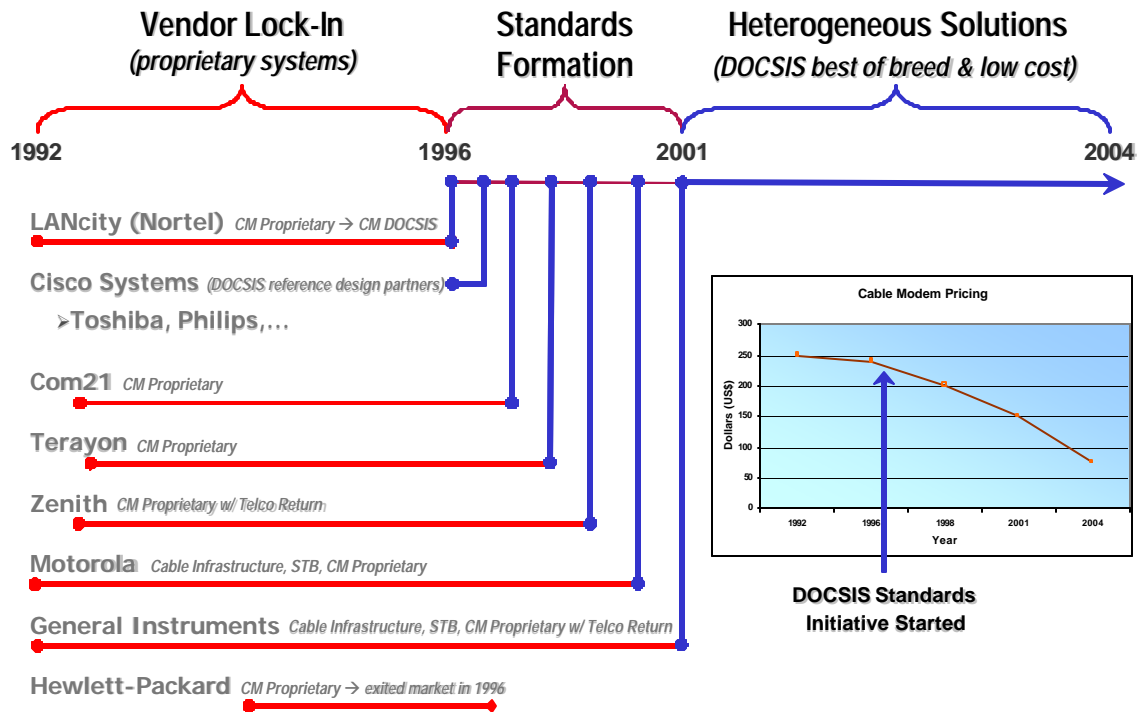 Vendor Lock-In
(proprietary systems)
Standards
Formation
Heterogeneous Solutions
(DOCSIS best of breed & low cost)
1992
1996
2001
2004
LANcity (Nortel) CM Proprietary → CM DOCSIS
Cisco Systems (DOCSIS reference design partners)
➢Toshiba, Philips,...
Com21 CM Proprietary
Terayon CM Proprietary
Zenith CM Proprietary w/ Telco Return
Motorola Cable Infrastructure, STB, CM Proprietary
General Instruments Cable Infrastructure, STB, CM Proprietary w/ Telco Return
Hewlett-Packard CM Proprietary → exited market in 1996
Cable Modem Pricing
Dollars (US$)
300
250
200
150
100
50
0
1992
1996
1998
2001
2004
Year
DOCSIS Standards
Initiative Started